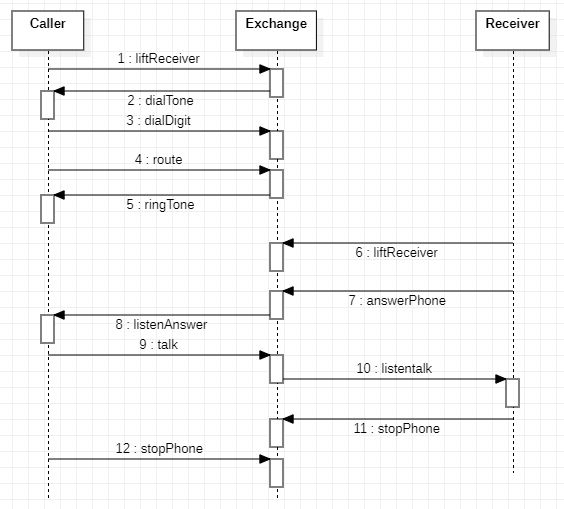 Caller
Exchange
Receiver
1 : liftReceiver
2 : dialTone
3 : dialDigit
4 : route
5 : ringTone
6 : liftReceiver
7 : answerPhone
8 : listenAnswer
9 : talk
10 : listentalk
11 : stopPhone
12 : stopPhone